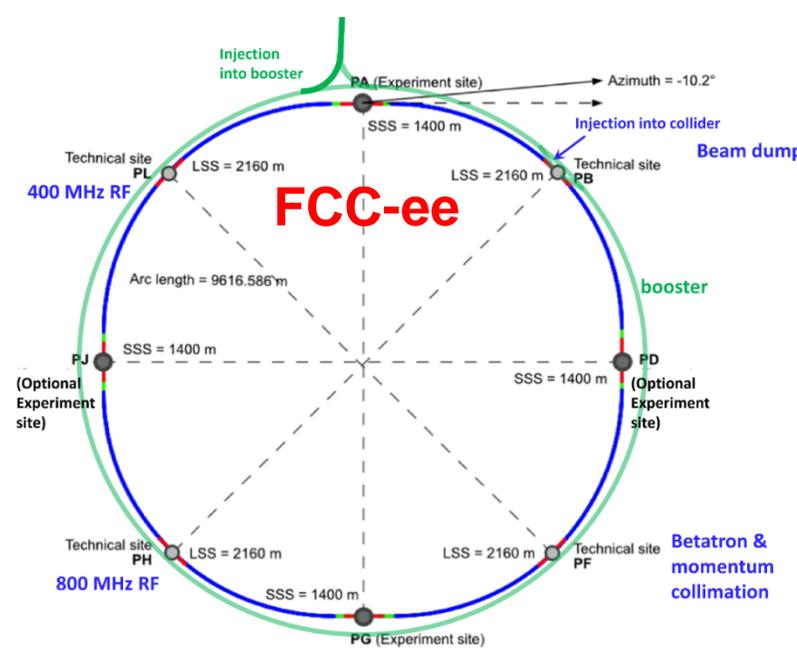 Injection
into booster
PA (Experiment site)
Azimuth = -10.2°
SSS = 1400 m
Injection into collider
Beam dump
Technical site
PL
LSS = 2160 m
400 MHz RF
LSS = 2160 m
Technical site
PB
FCC-ee
Arc length = 9616.586 m
booster
PJ
SSS = 1400 m
(Optional
Experiment
site)
SSS = 1400 m
PD
(Optional
Experiment
site)
Technical site
PH
LSS = 2160 m
800 MHz RF
LSS = 2160 m
Technical site
PF
Betatron &
momentum
collimation
SSS = 1400 m
PG (Experiment site)